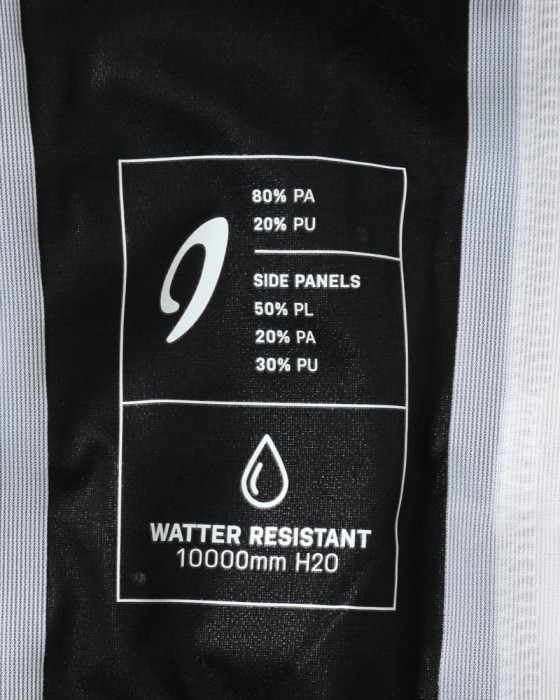 80% PA
20% PU
SIDE PANELS
50% PL
20% PA
30% PU
WATTER RESISTANT
10000mm H2O